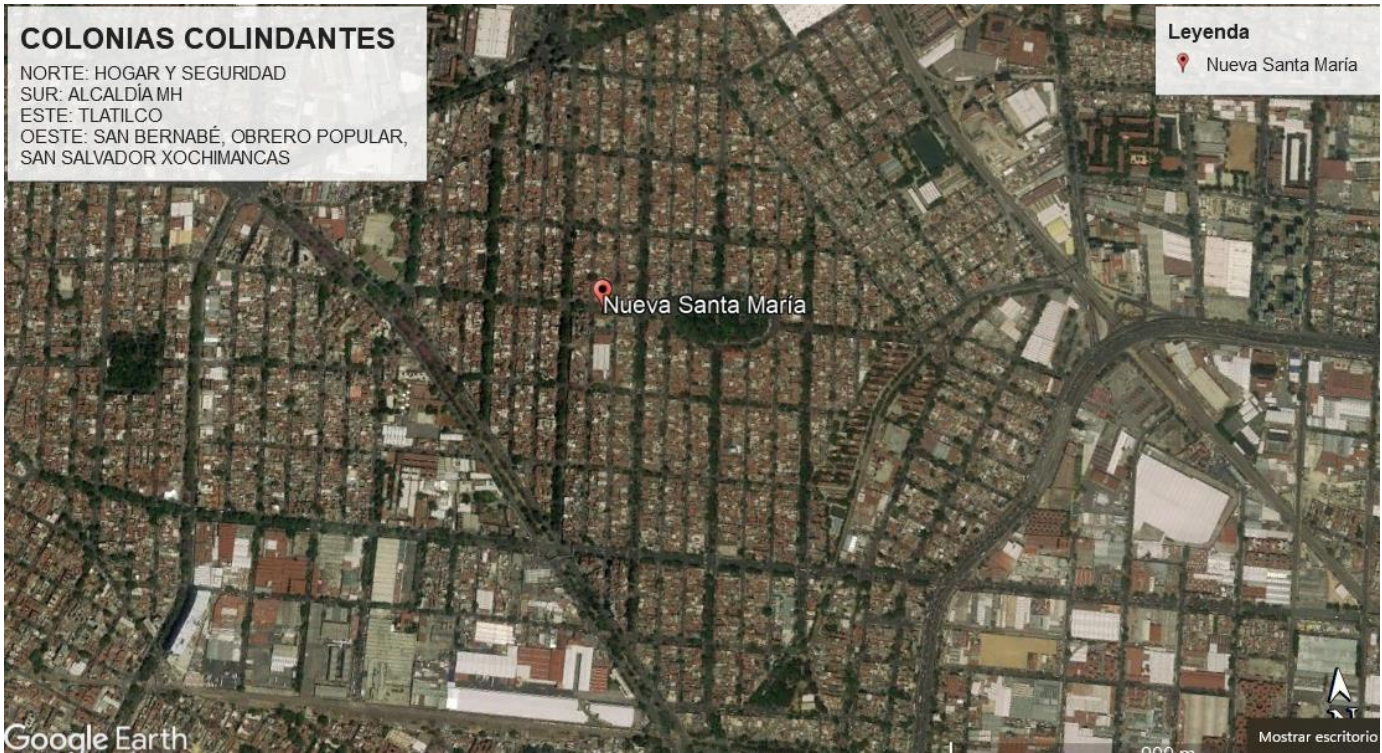 COLONIAS COLINDANTES
NORTE: HOGAR Y SEGURIDAD
SUR: ALCALDÍA MH
ESTE: TLATILCO
OESTE: SAN BERNABÉ, OBRERO POPULAR,
SAN SALVADOR XOCHIMANCAS
Leyenda
Nueva Santa María
Nueva Santa María
N
Google Earth
900 m
Mostrar escritorio